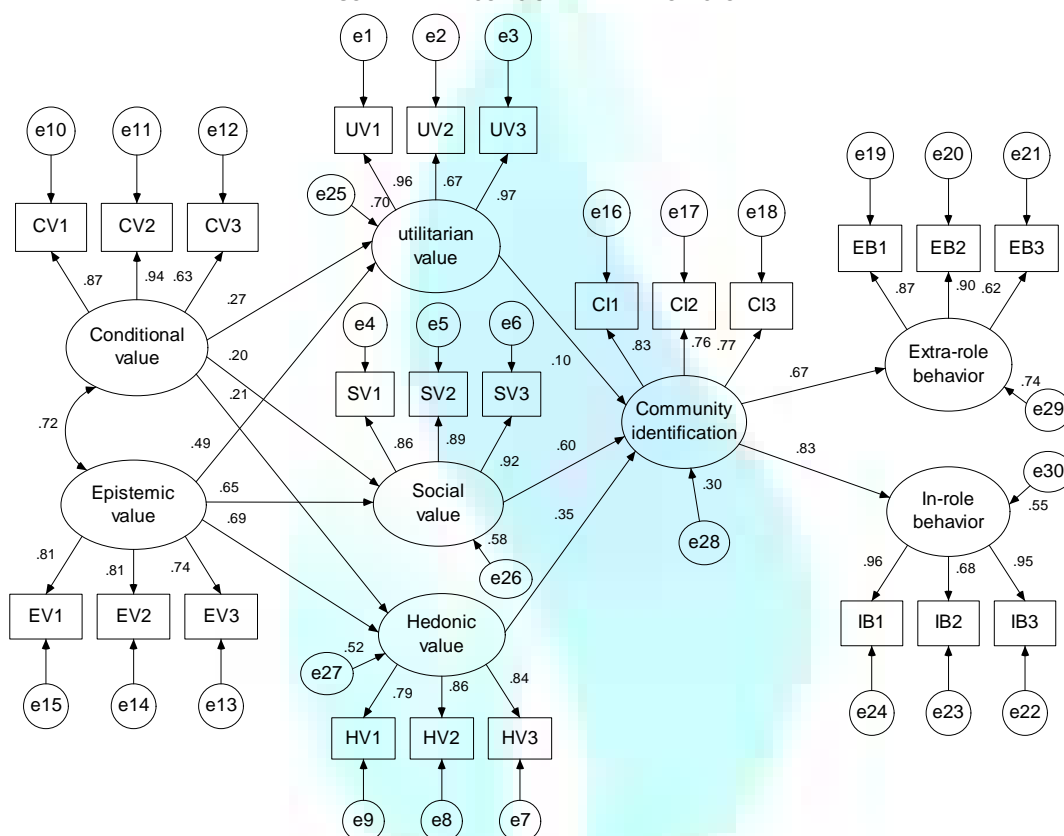 e1
e2
e3
e10
e11
e12
UV1
UV2
UV3
e19
e20
e21
.96
.67
.97
e25
.70
e16
e17
e18
CV1
CV2
CV3
utilitarian
value
EB1
EB2
EB3
.87
.94
.63
.27
CI1
CI2
CI3
.87
.90
.62
e4
e5
e6
Conditional
value
.20
.21
.83
.76
.77
.10
Extra-role
behavior
SV1
SV2
SV3
.67
.74
e29
Community
identification
.72
.49
.86
.89
.92
.60
.83
Epistemic
value
.65
.69
Social
value
.58
e26
.30
e28
In-role
behavior
e30
.55
.35
.81
.81
.74
.96
.68
.95
EV1
EV2
EV3
Hedonic
value
IB1
IB2
IB3
.52
e27
.79
.86
.84
e15
e14
e13
e24
e23
e22
HV1
HV2
HV3
e9
e8
e7